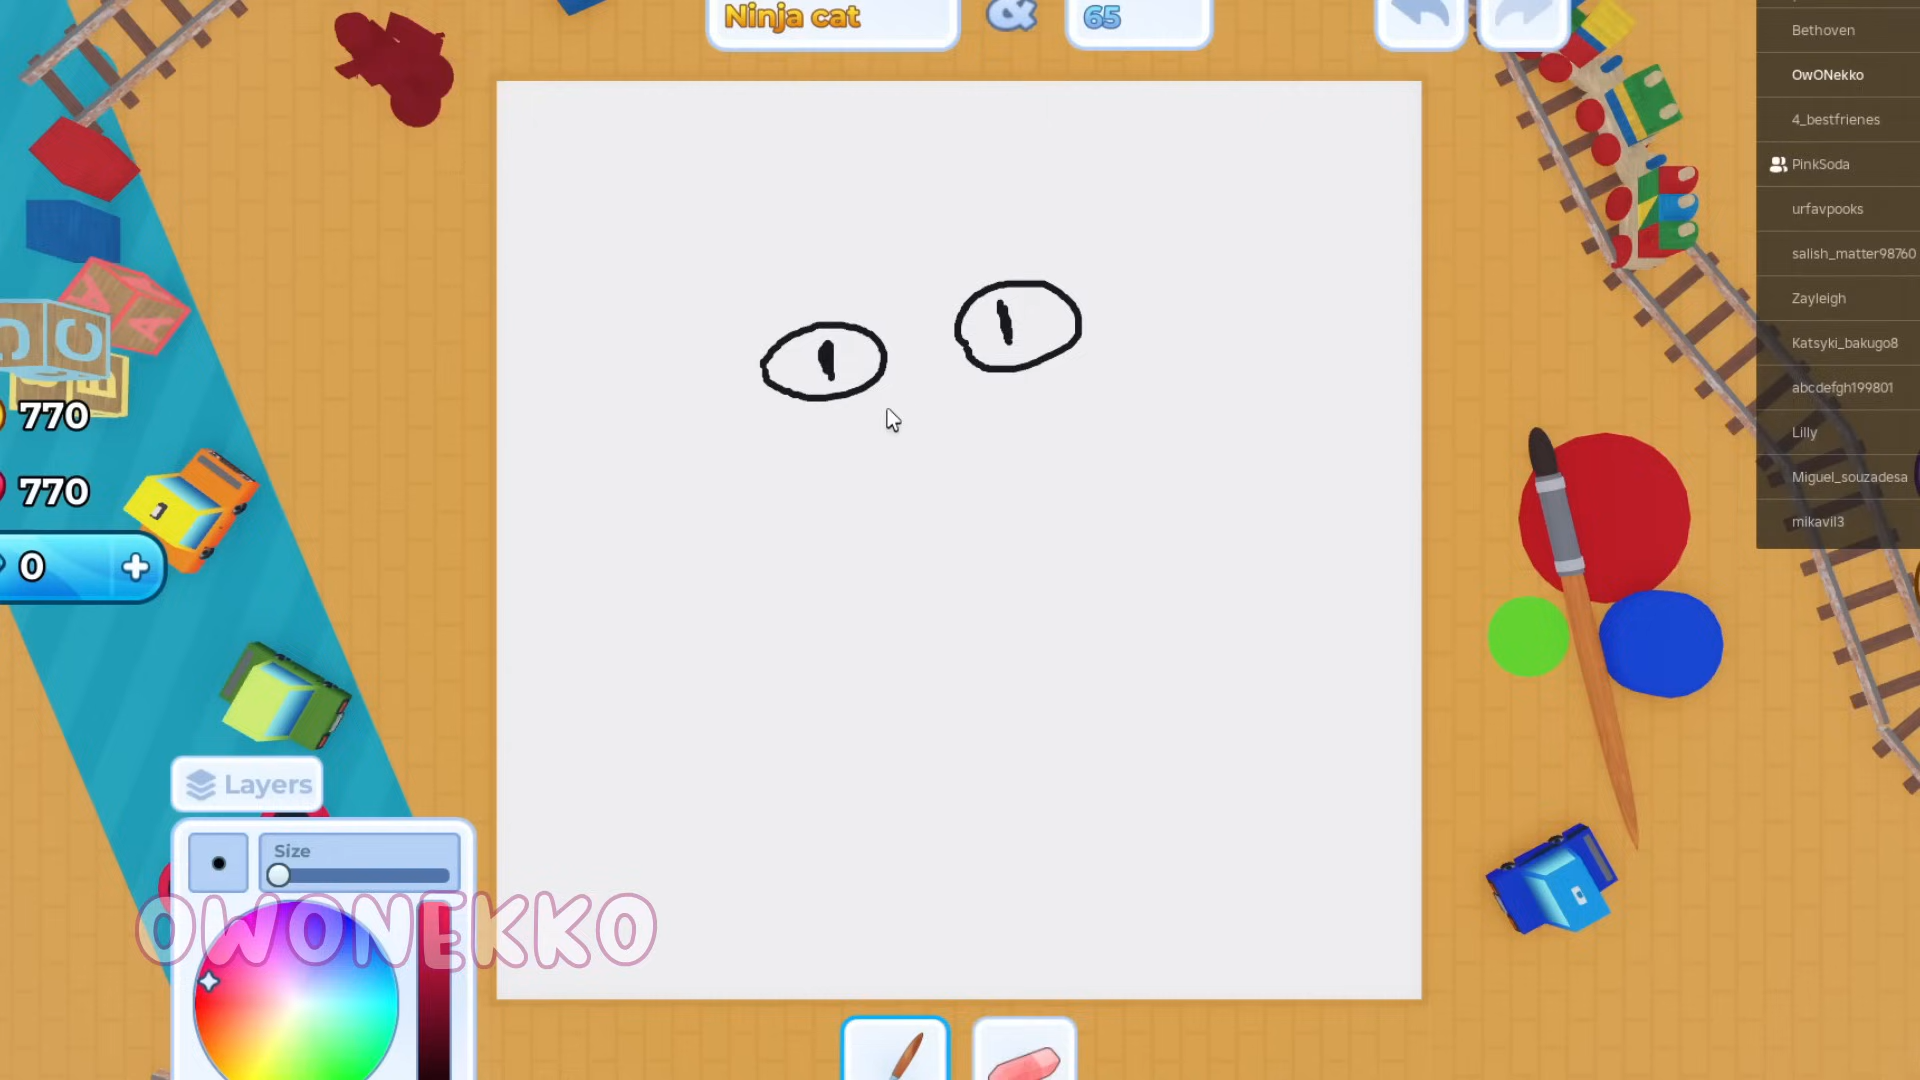 Ninja cat & 65
Bethoven
OwONekko
4_bestfrienes
PinkSoda
urfavpooks
salish_matter98760
Zayleigh
Katsyki_bakugo8
abcdefgh199801
Lilly
Miguel_souzadesa
mikavil3
A
A
O
770
1
770
0 +
Layers
Size
OWONEKKO